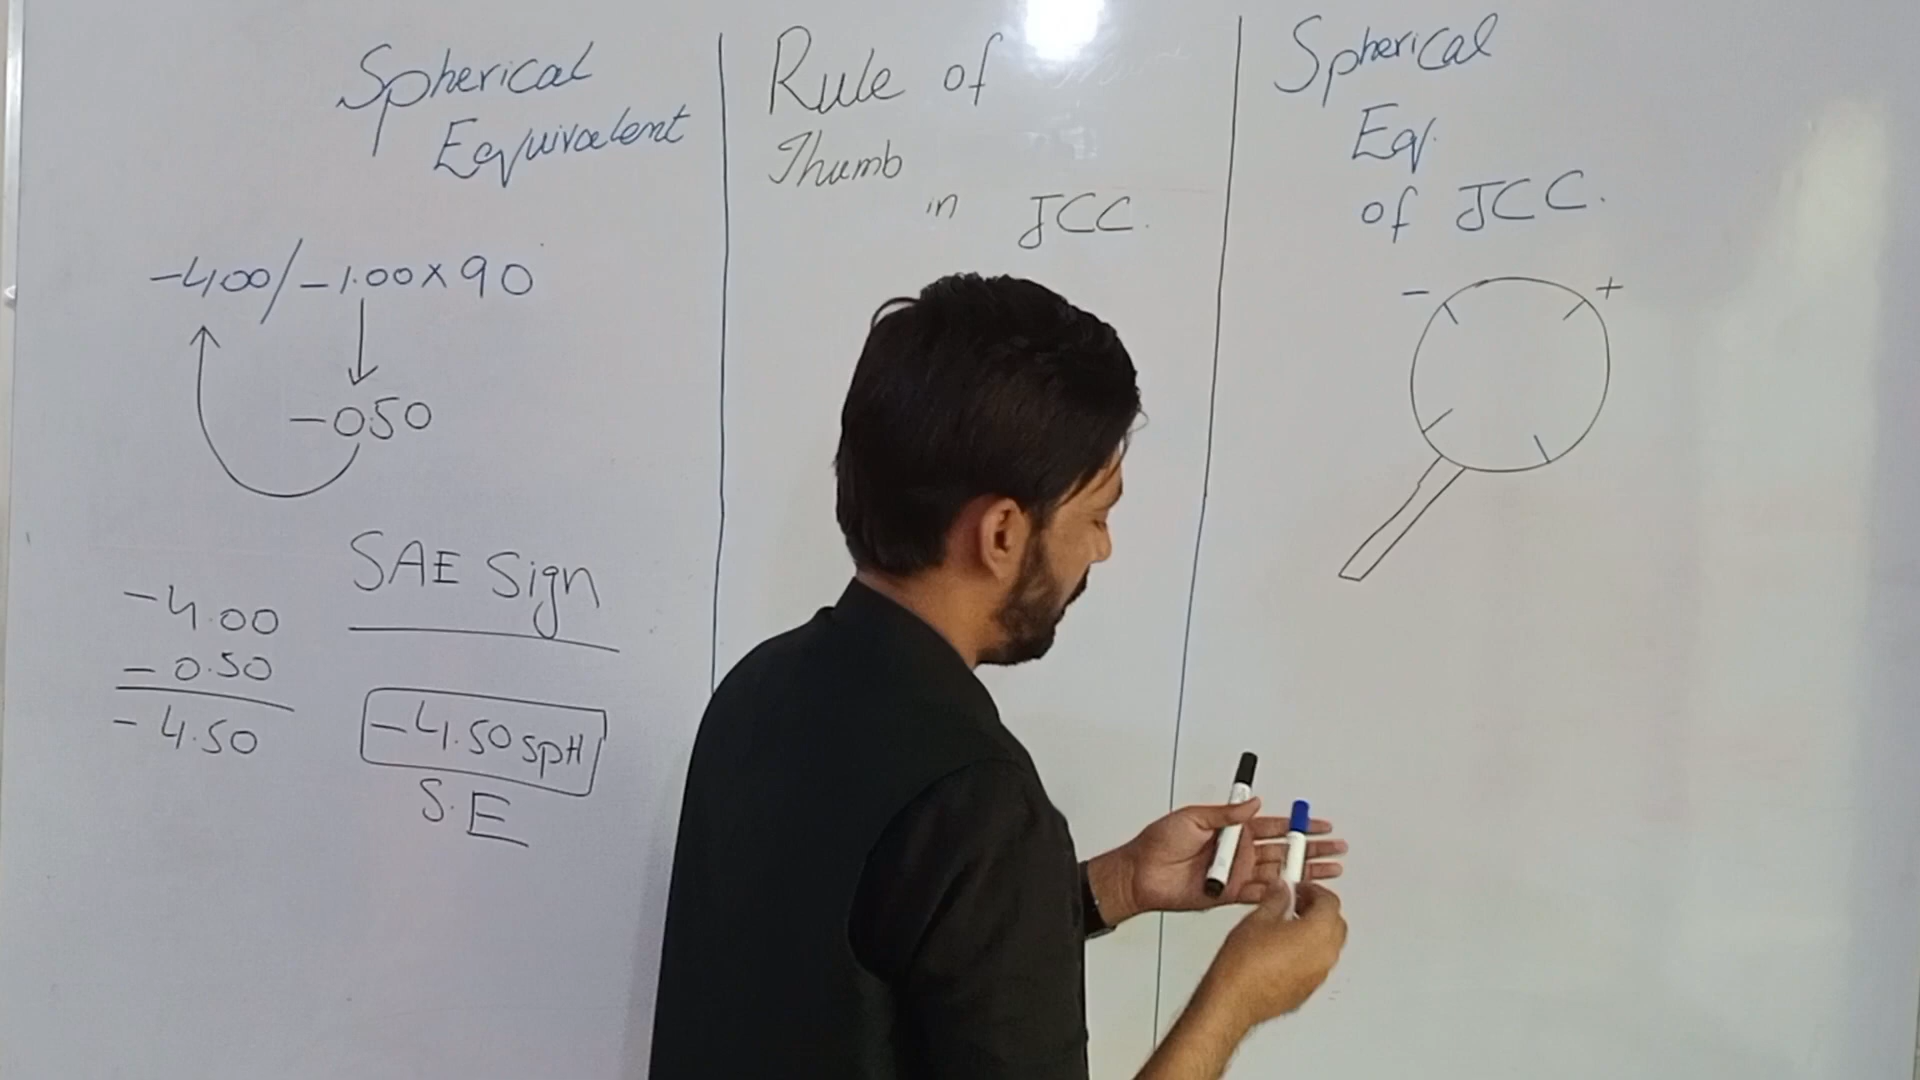 Spherical
Equivalent
-4.00/-1.00×90
-0.50
SAE Sign
-4.00
-0.50
-4.50
-4.50 SpH
S.E
Rule of
Thumb
in JCC.
Spherical
Eq.
of JCC.
- +